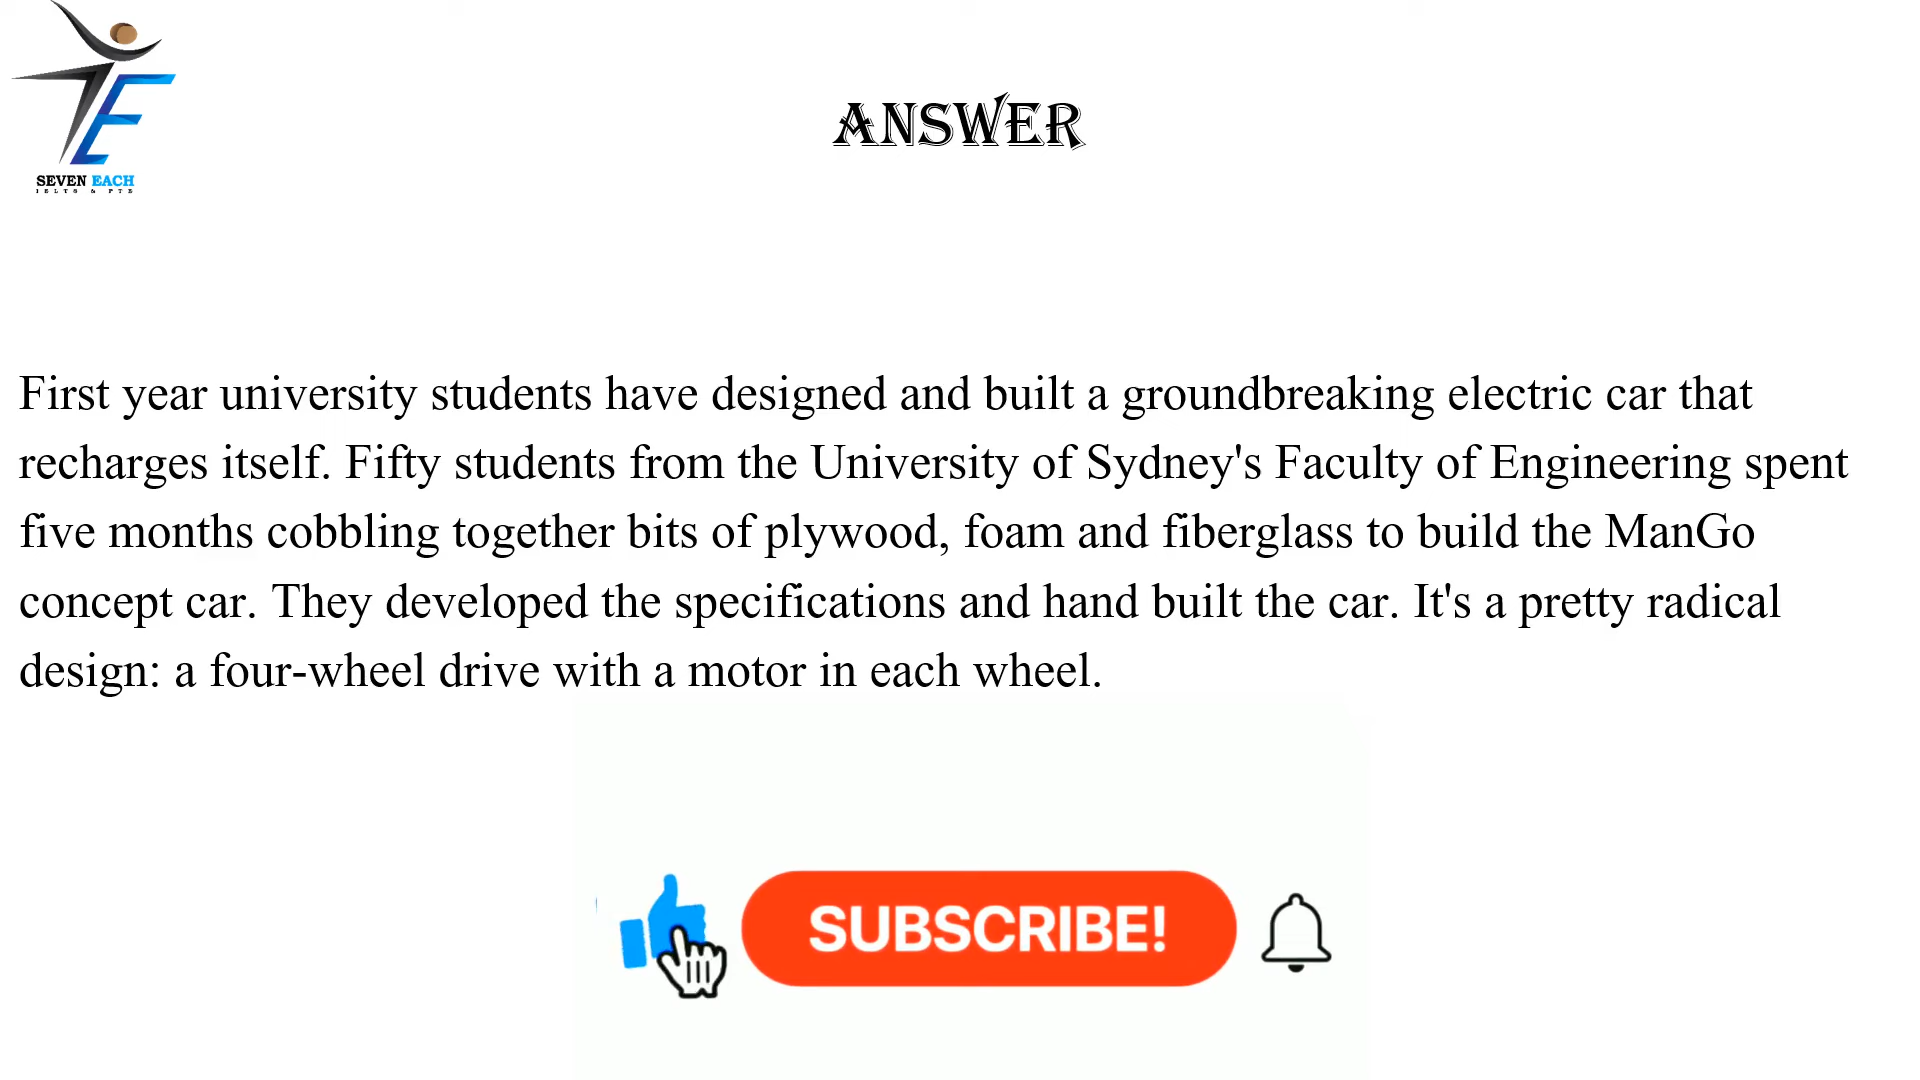 SEVEN EACH
IELTS & PTE
ANSWER
First year university students have designed and built a groundbreaking electric car that
recharges itself. Fifty students from the University of Sydney's Faculty of Engineering spent
five months cobbling together bits of plywood, foam and fiberglass to build the ManGo
concept car. They developed the specifications and hand built the car. It's a pretty radical
design: a four-wheel drive with a motor in each wheel.
SUBSCRIBE!